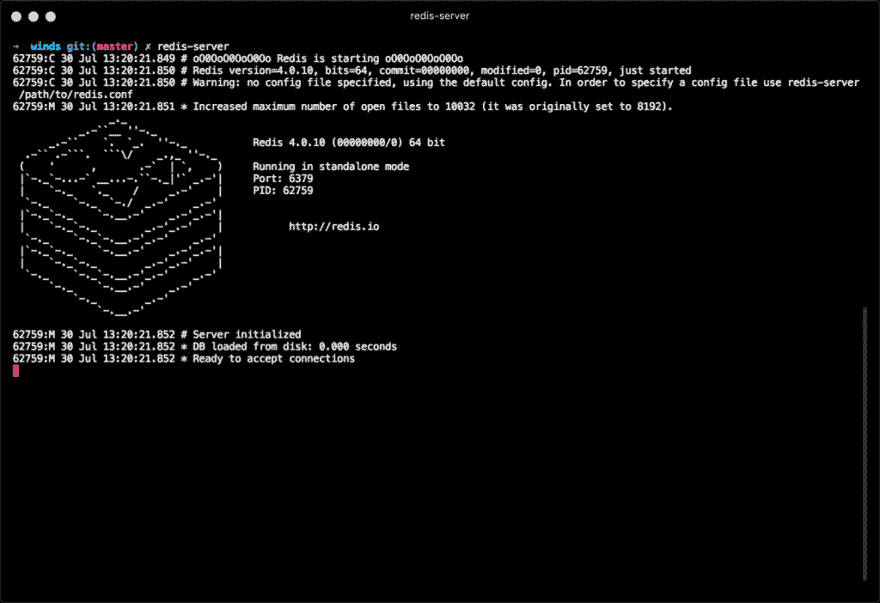 redis-server
➜  winds git:(master) ✗ redis-server
62759:C 30 Jul 13:20:21.849 # oO0OoO0OoO0Oo Redis is starting oO0OoO0OoO0Oo
62759:C 30 Jul 13:20:21.850 # Redis version=4.0.10, bits=64, commit=00000000, modified=0, pid=62759, just started
62759:C 30 Jul 13:20:21.850 # Warning: no config file specified, using the default config. In order to specify a config file use redis-server
/path/to/redis.conf
62759:M 30 Jul 13:20:21.851 * Increased maximum number of open files to 10032 (it was originally set to 8192).
Redis 4.0.10 (00000000/0) 64 bit
Running in standalone mode
Port: 6379
PID: 62759
http://redis.io
62759:M 30 Jul 13:20:21.852 # Server initialized
62759:M 30 Jul 13:20:21.852 * DB loaded from disk: 0.000 seconds
62759:M 30 Jul 13:20:21.852 * Ready to accept connections